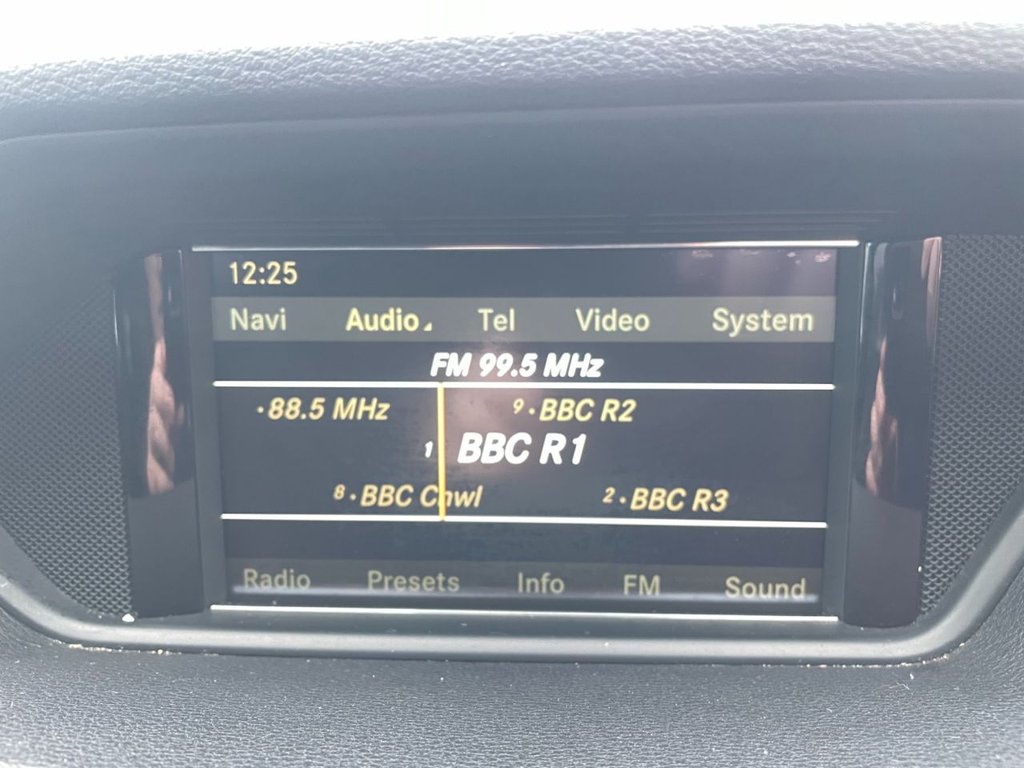 12:25
Navi Audio Tel Video System
FM 99.5 MHz
·88.5 MHz 9·BBC R2
1 BBC R1
8·BBC Cnwl 2·BBC R3
Radio Presets Info FM Sound